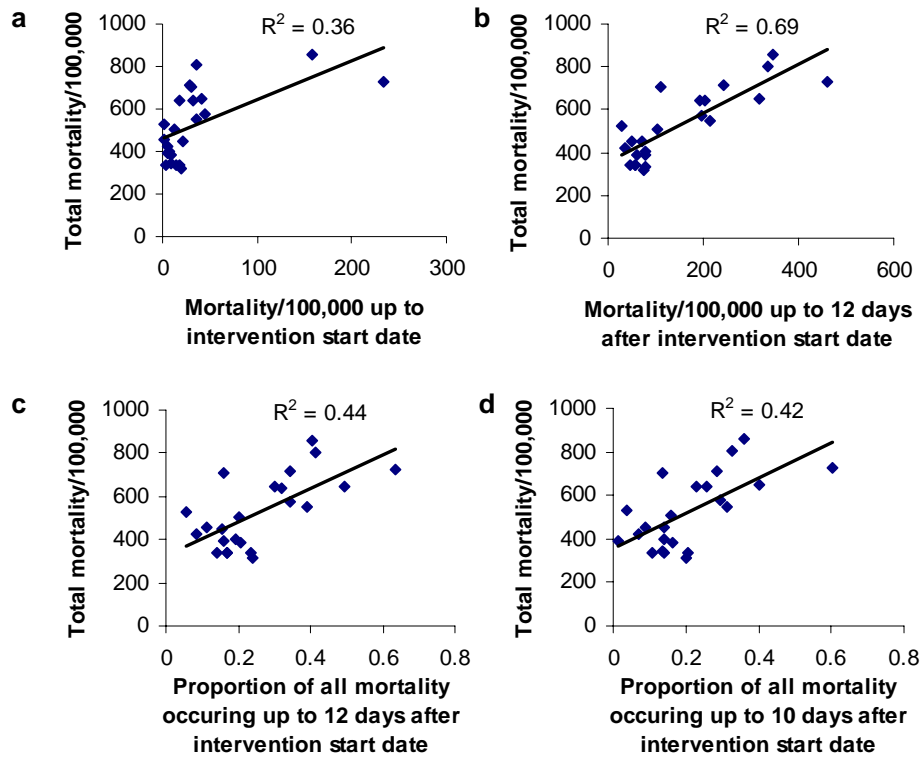 a
R² = 0.36
Total mortality/100,000
1000
800
600
400
200
0
0 100 200 300
Mortality/100,000 up to
intervention start date
b
R² = 0.69
Total mortality/100,000
1000
800
600
400
200
0
0 200 400 600
Mortality/100,000 up to 12 days
after intervention start date
c
R² = 0.44
Total mortality/100,000
1000
800
600
400
200
0
0 0.2 0.4 0.6 0.8
Proportion of all mortality
occuring up to 12 days after
intervention start date
d
R² = 0.42
Total mortality/100,000
1000
800
600
400
200
0
0 0.2 0.4 0.6 0.8
Proportion of all mortality
occuring up to 10 days after
intervention start date